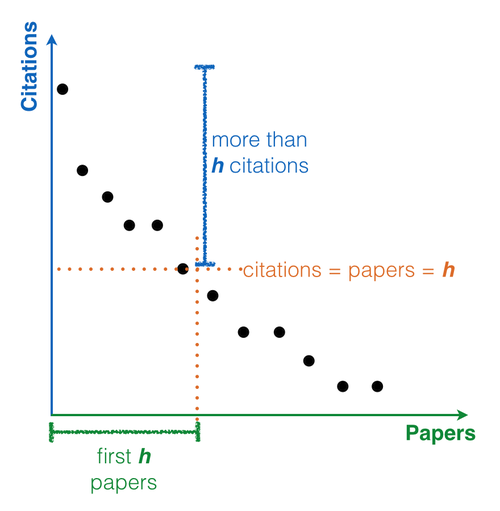 Citations
more than
h citations
citations = papers = h
Papers
first h
papers